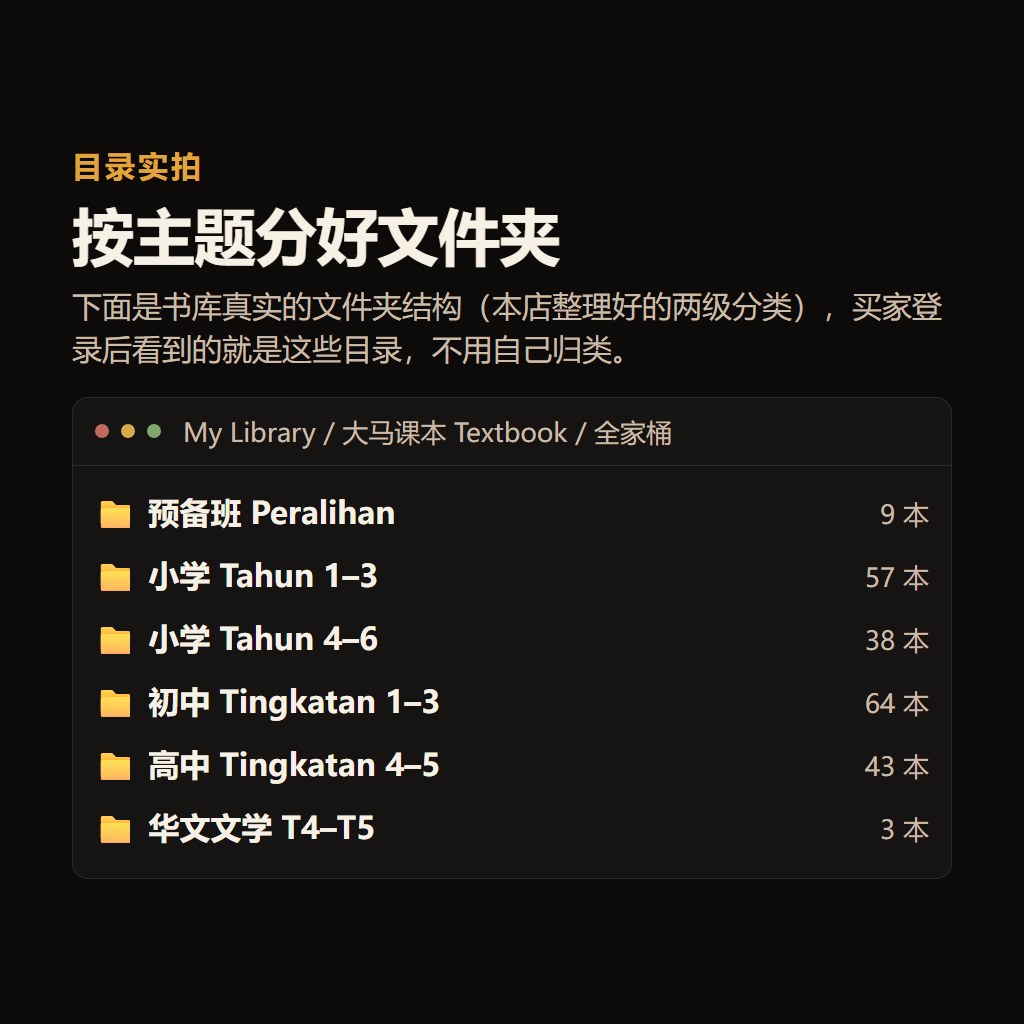 目录实拍
按主题分好文件夹
下面是书库真实的文件夹结构（本店整理好的两级分类），买家登
录后看到的就是这些目录，不用自己归类。
My Library / 大马课本 Textbook / 全家桶
预备班 Peralihan 9 本
小学 Tahun 1–3 57 本
小学 Tahun 4–6 38 本
初中 Tingkatan 1–3 64 本
高中 Tingkatan 4–5 43 本
华文文学 T4–T5 3 本